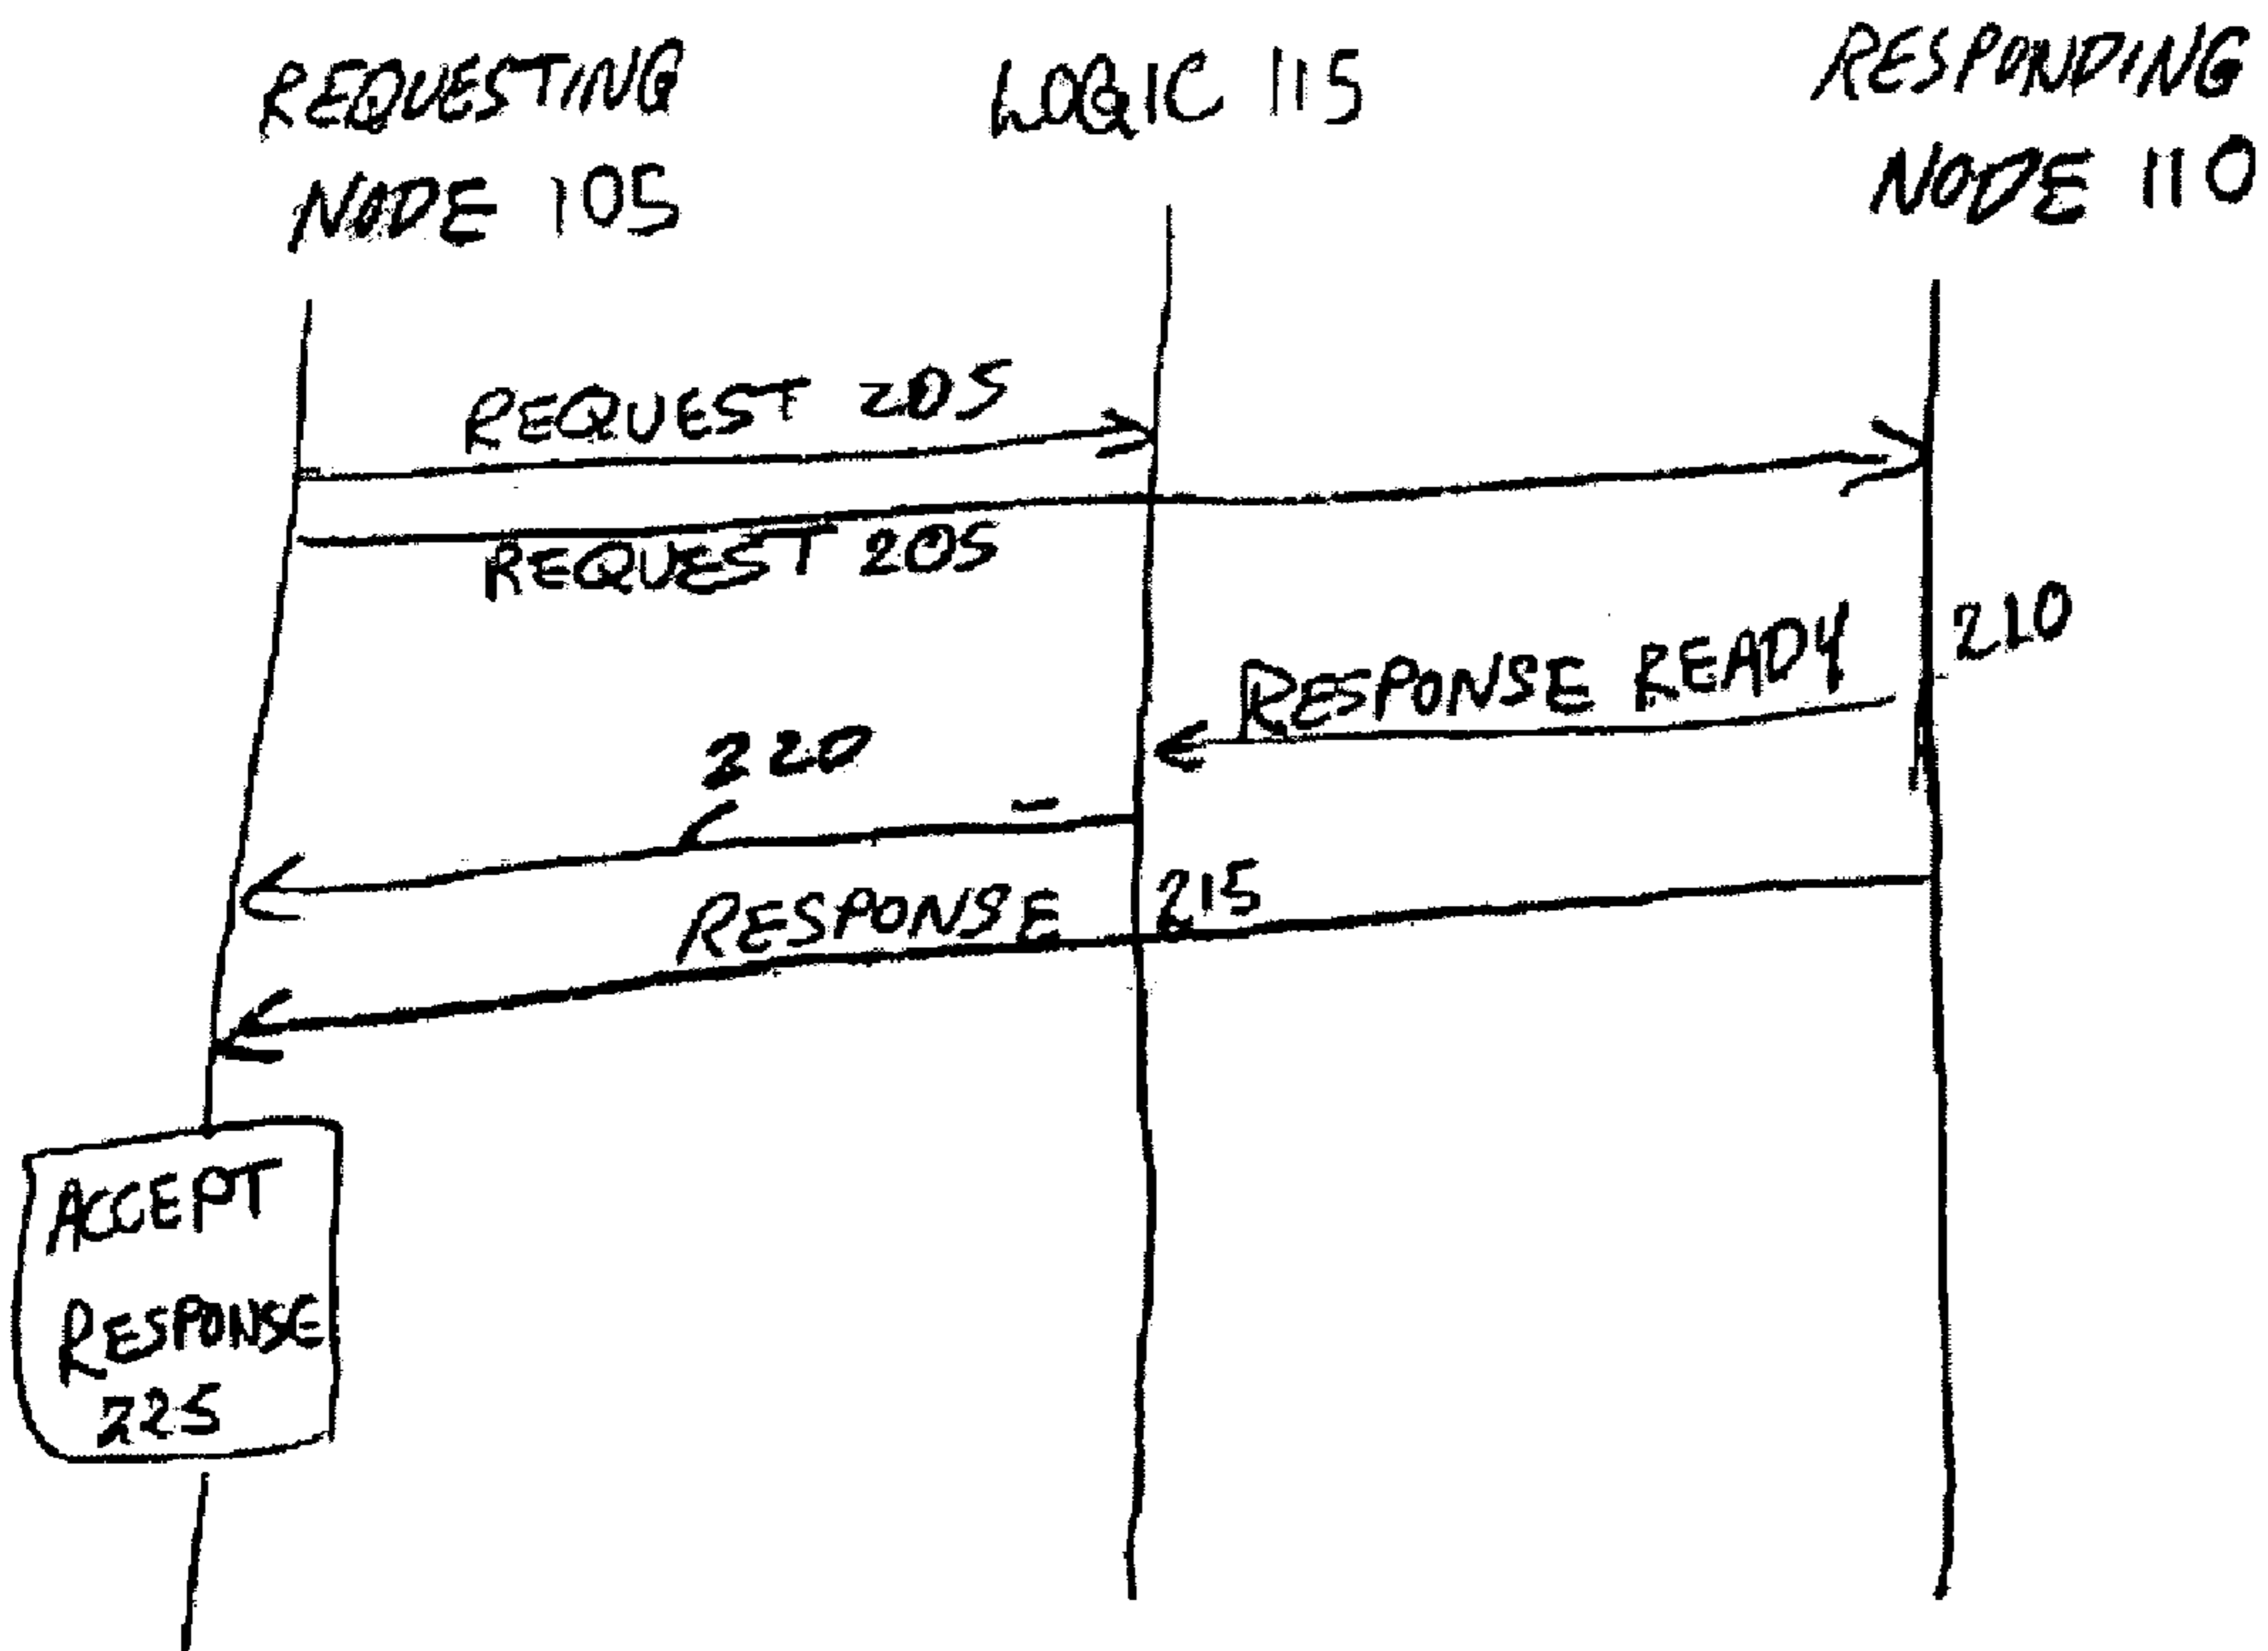 REQUESTING
NODE 105
LOGIC 115
RESPONDING
NODE 110
REQUEST 205
REQUEST 205
RESPONSE READY
210
220
RESPONSE 215
ACCEPT
RESPONSE
225